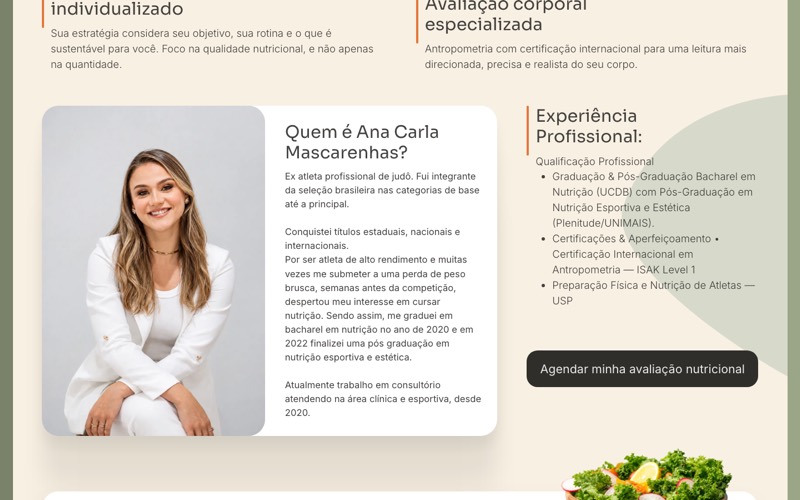 individualizado
Sua estratégia considera seu objetivo, sua rotina e o que é
sustentável para você. Foco na qualidade nutricional, e não apenas
na quantidade.
Avaliação corporal
especializada
Antropometria com certificação internacional para uma leitura mais
direcionada, precisa e realista do seu corpo.
Quem é Ana Carla
Mascarenhas?
Ex atleta profissional de judô. Fui integrante
da seleção brasileira nas categorias de base
até a principal.
Conquistei títulos estaduais, nacionais e
internacionais.
Por ser atleta de alto rendimento e muitas
vezes me submeter a uma perda de peso
brusca, semanas antes da competição,
despertou meu interesse em cursar
nutrição. Sendo assim, me graduei em
bacharel em nutrição no ano de 2020 e em
2022 finalizei uma pós graduação em
nutrição esportiva e estética.
Atualmente trabalho em consultório
atendendo na área clínica e esportiva, desde
2020.
Experiência
Profissional:
Qualificação Profissional
• Graduação & Pós-Graduação Bacharel em
Nutrição (UCDB) com Pós-Graduação em
Nutrição Esportiva e Estética
(Plenitude/UNIMAIS).
• Certificações & Aperfeiçoamento •
Certificação Internacional em
Antropometria — ISAK Level 1
• Preparação Física e Nutrição de Atletas —
USP
Agendar minha avaliação nutricional